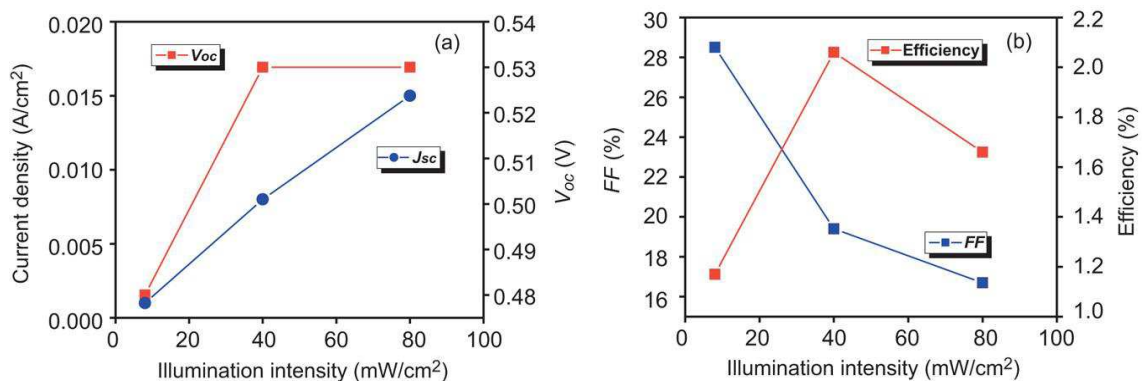 (a)
Voc
Jsc
Current density (A/cm²)
0.020
0.015
0.010
0.005
0.000
0 20 40 60 80 100
Illumination intensity (mW/cm²)
0.54
0.53
0.52
0.51
0.50
0.49
0.48
Voc (V)
(b)
Efficiency
FF
FF (%)
30
28
26
24
22
20
18
16
0 20 40 60 80 100
Illumination intensity (mW/cm²)
2.2
2.0
1.8
1.6
1.4
1.2
1.0
Efficiency (%)